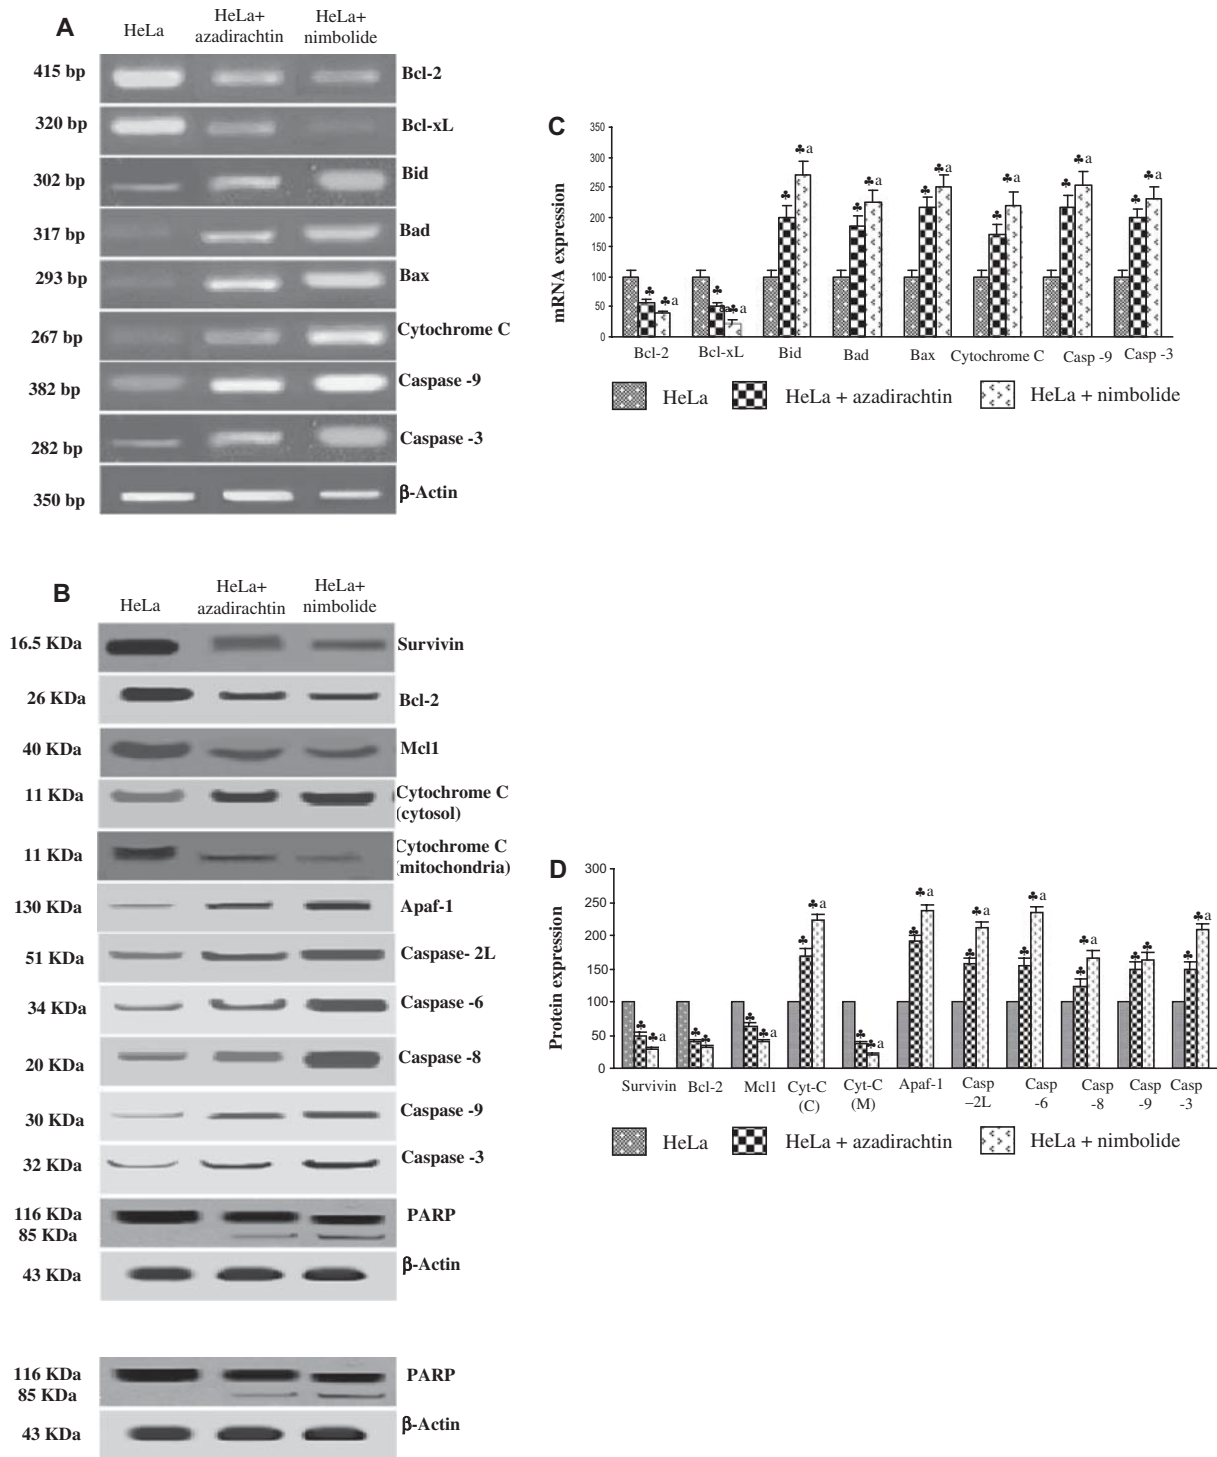 A
HeLa
HeLa+
azadirachtin
HeLa+
nimbolide
415 bp
Bcl-2
320 bp
Bcl-xL
302 bp
Bid
317 bp
Bad
293 bp
Bax
267 bp
Cytochrome C
382 bp
Caspase -9
282 bp
Caspase -3
350 bp
β-Actin
B
HeLa
HeLa+
azadirachtin
HeLa+
nimbolide
16.5 KDa
Survivin
26 KDa
Bcl-2
40 KDa
Mcl1
11 KDa
Cytochrome C
(cytosol)
11 KDa
Cytochrome C
(mitochondria)
130 KDa
Apaf-1
51 KDa
Caspase- 2L
34 KDa
Caspase -6
20 KDa
Caspase -8
30 KDa
Caspase -9
32 KDa
Caspase -3
116 KDa
PARP
85 KDa
43 KDa
β-Actin
116 KDa
PARP
85 KDa
43 KDa
β-Actin
C
mRNA expression
350
300
250
200
150
100
50
0
♣ ♣ a
♣ ♣ a
♣ ♣ a
♣ ♣ a
♣ ♣ a
♣ ♣ a
♣ ♣ a
♣ ♣ a
Bcl-2 Bcl-xL Bid Bad Bax Cytochrome C Casp -9 Casp -3
HeLa HeLa + azadirachtin HeLa + nimbolide
D
Protein expression
300
250
200
150
100
50
0
♣ ♣ a
♣ ♣
♣ ♣ a
♣ ♣ a
♣ ♣ a
♣ ♣ a
♣ ♣ a
♣ ♣ a
♣ ♣ a
♣ ♣
♣ ♣ a
Survivin Bcl-2 Mcl1 Cyt-C Cyt-C Apaf-1 Casp Casp Casp Casp Casp
(C) (M) –2L -6 -8 -9 -3
HeLa HeLa + azadirachtin HeLa + nimbolide